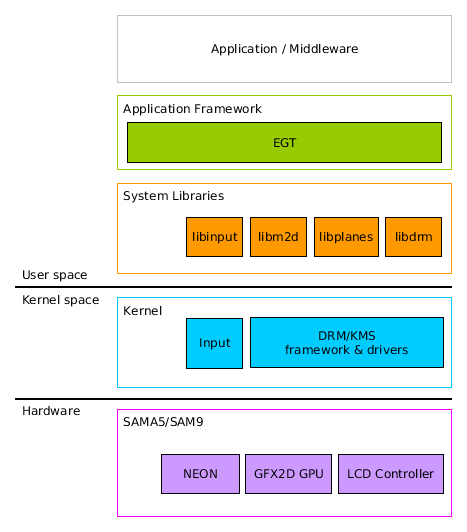 Application / Middleware
Application Framework
EGT
System Libraries
libinput libm2d libplanes libdrm
User space
Kernel space
Kernel
Input
DRM/KMS
framework & drivers
Hardware
SAMA5/SAM9
NEON GFX2D GPU LCD Controller